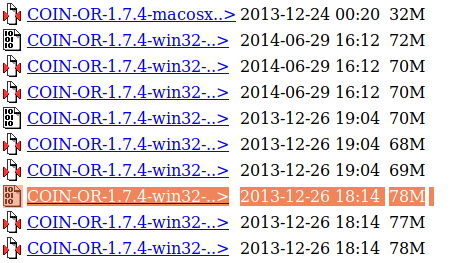 COIN-OR-1.7.4-macosx..> 2013-12-24 00:20 32M
COIN-OR-1.7.4-win32-..> 2014-06-29 16:12 72M
COIN-OR-1.7.4-win32-..> 2014-06-29 16:12 70M
COIN-OR-1.7.4-win32-..> 2014-06-29 16:12 70M
COIN-OR-1.7.4-win32-..> 2013-12-26 19:04 70M
COIN-OR-1.7.4-win32-..> 2013-12-26 19:04 68M
COIN-OR-1.7.4-win32-..> 2013-12-26 19:04 69M
COIN-OR-1.7.4-win32-..> 2013-12-26 18:14 78M
COIN-OR-1.7.4-win32-..> 2013-12-26 18:14 77M
COIN-OR-1.7.4-win32-..> 2013-12-26 18:14 78M